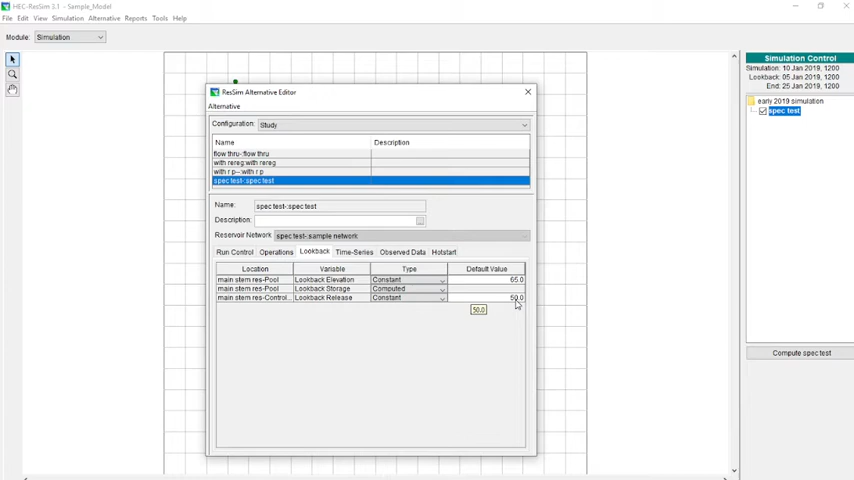 HEC-ResSim 3.1 - Sample_Model
File Edit View Simulation Alternative Reports Tools Help
Module: Simulation
Simulation Control
Simulation: 10 Jan 2019, 1200
Lookback: 05 Jan 2019, 1200
End: 25 Jan 2019, 1200
early 2019 simulation
spec test
Compute spec test
ResSim Alternative Editor
Alternative
Configuration: Study
Name Description
flow thru-:flow thru
with rereg:with rereg
with r p--:with r p
spec test-:spec test
Name: spec test-:spec test
Description:
Reservoir Network spec test-:sample network
Run Control Operations Lookback Time-Series Observed Data Hotstart
Location Variable Type Default Value
main stem res-Pool Lookback Elevation Constant 65.0
main stem res-Pool Lookback Storage Computed
main stem res-Control... Lookback Release Constant 50.0
50.0